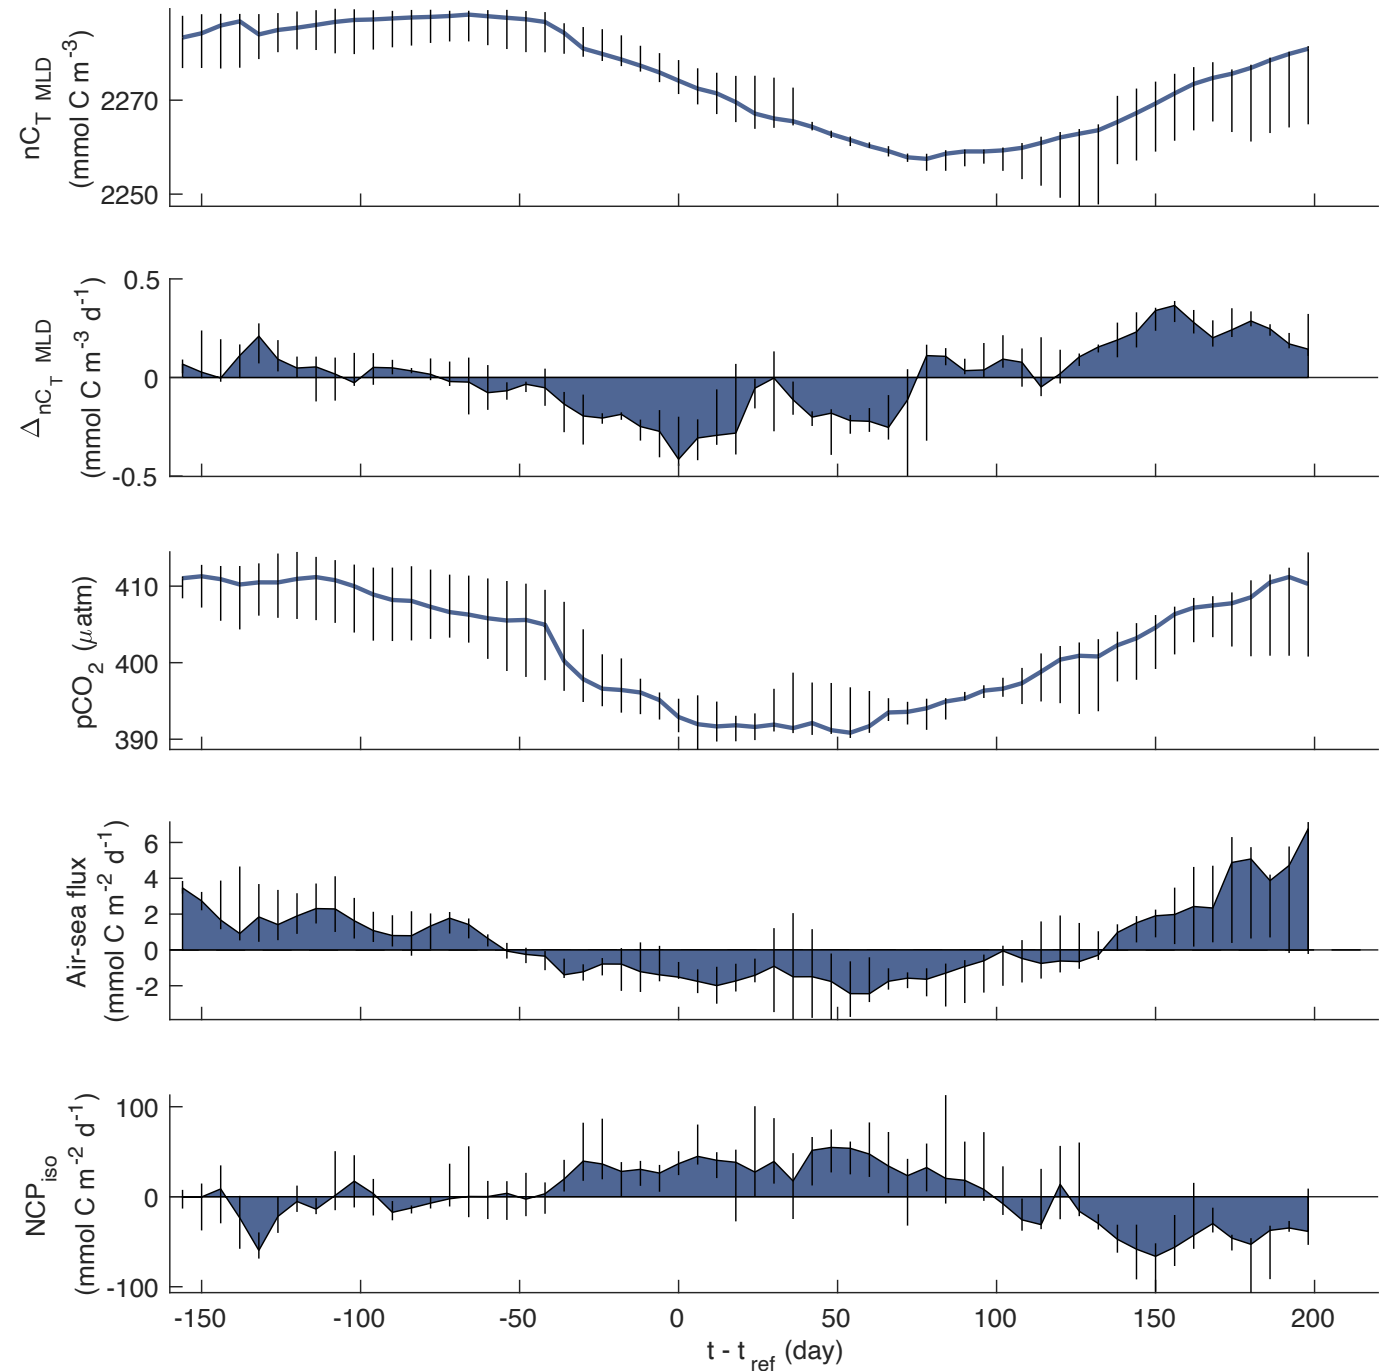 nC_T MLD
(mmol C m^-3)
2270
2250
Δ_nC_T MLD
(mmol C m^-3 d^-1)
0.5
0
-0.5
pCO_2 (μatm)
410
400
390
Air-sea flux
(mmol C m^-2 d^-1)
6
4
2
0
-2
NCP_iso
(mmol C m^-2 d^-1)
100
0
-100
-150 -100 -50 0 50 100 150 200
t - t_ref (day)